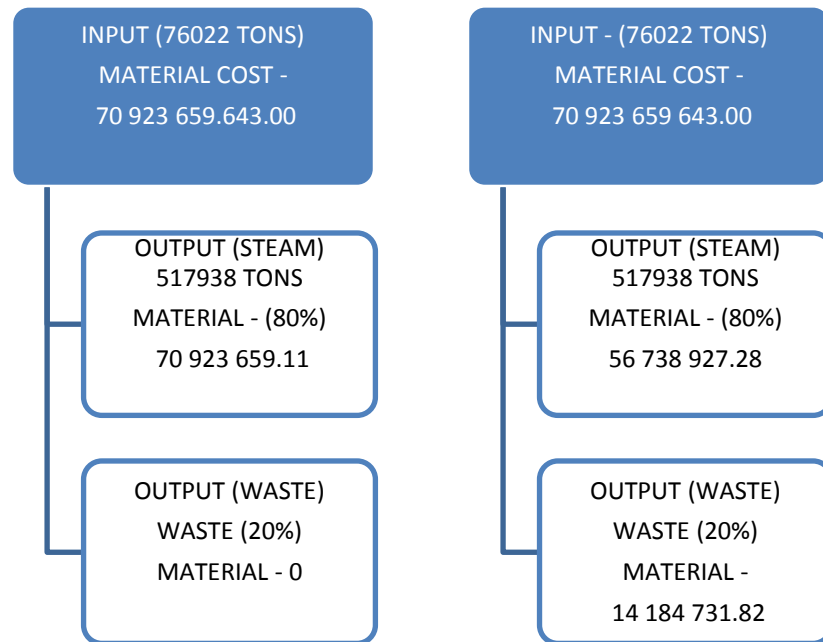 INPUT (76022 TONS)
MATERIAL COST -
70 923 659.643.00
OUTPUT (STEAM)
517938 TONS
MATERIAL - (80%)
70 923 659.11
OUTPUT (WASTE)
WASTE (20%)
MATERIAL - 0
INPUT - (76022 TONS)
MATERIAL COST -
70 923 659 643.00
OUTPUT (STEAM)
517938 TONS
MATERIAL - (80%)
56 738 927.28
OUTPUT (WASTE)
WASTE (20%)
MATERIAL -
14 184 731.82